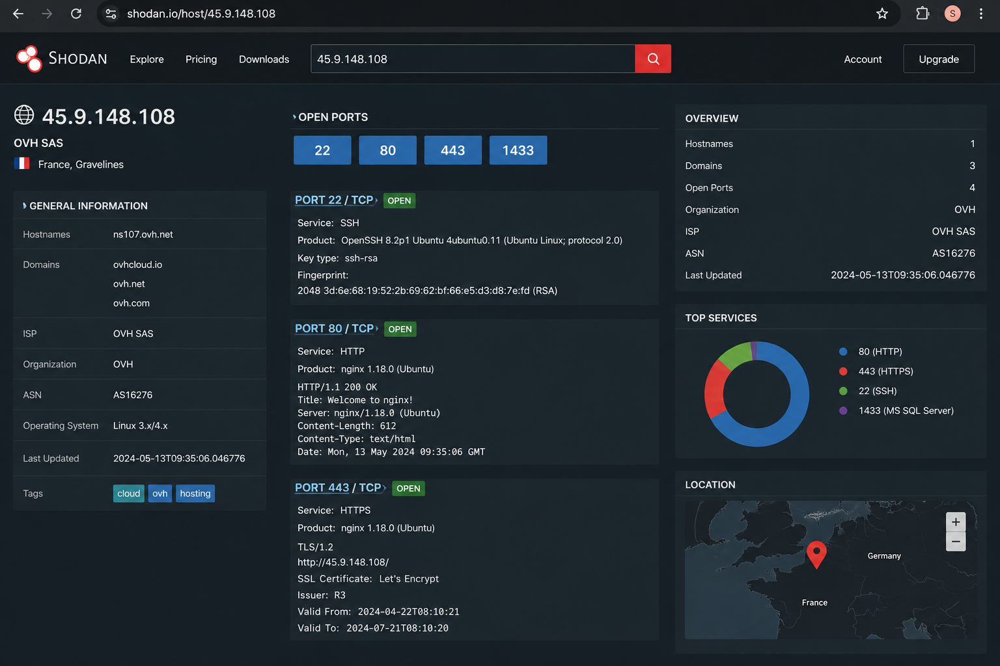 shodan.io/host/45.9.148.108
S
SHODAN
Explore
Pricing
Downloads
45.9.148.108
Account
Upgrade
45.9.148.108
OVH SAS
France, Gravelines
GENERAL INFORMATION
Hostnames ns107.ovh.net
Domains ovhcloud.io
ovh.net
ovh.com
ISP OVH SAS
Organization OVH
ASN AS16276
Operating System Linux 3.x/4.x
Last Updated 2024-05-13T09:35:06.046776
Tags cloud ovh hosting
OPEN PORTS
22 80 443 1433
PORT 22 / TCP OPEN
Service: SSH
Product: OpenSSH 8.2p1 Ubuntu 4ubuntu0.11 (Ubuntu Linux; protocol 2.0)
Key type: ssh-rsa
Fingerprint:
2048 3d:6e:68:19:52:2b:69:62:bf:66:e5:d3:d8:7e:fd (RSA)
PORT 80 / TCP OPEN
Service: HTTP
Product: nginx 1.18.0 (Ubuntu)
HTTP/1.1 200 OK
Title: Welcome to nginx!
Server: nginx/1.18.0 (Ubuntu)
Content-Length: 612
Content-Type: text/html
Date: Mon, 13 May 2024 09:35:06 GMT
PORT 443 / TCP OPEN
Service: HTTPS
Product: nginx 1.18.0 (Ubuntu)
TLS/1.2
http://45.9.148.108/
SSL Certificate: Let's Encrypt
Issuer: R3
Valid From: 2024-04-22T08:10:21
Valid To: 2024-07-21T08:10:20
OVERVIEW
Hostnames 1
Domains 3
Open Ports 4
Organization OVH
ISP OVH SAS
ASN AS16276
Last Updated 2024-05-13T09:35:06.046776
TOP SERVICES
80 (HTTP)
443 (HTTPS)
22 (SSH)
1433 (MS SQL Server)
LOCATION
+
−
Germany
France